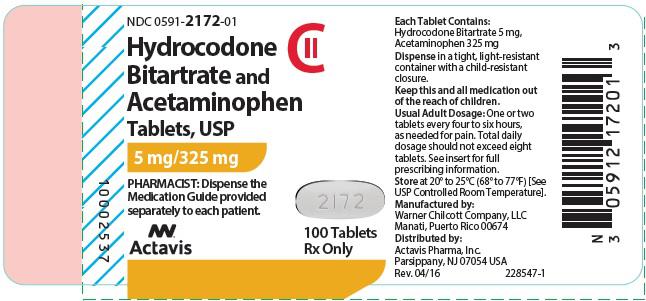 NDC 0591-2172-01
Hydrocodone
Bitartrate and
Acetaminophen
Tablets, USP
CII
5 mg/325 mg
PHARMACIST: Dispense the
Medication Guide provided
separately to each patient.
Actavis
2172
100 Tablets
Rx Only
10002537
Each Tablet Contains:
Hydrocodone Bitartrate 5 mg,
Acetaminophen 325 mg
Dispense in a tight, light-resistant
container with a child-resistant
closure.
Keep this and all medication out
of the reach of children.
Usual Adult Dosage: One or two
tablets every four to six hours,
as needed for pain. Total daily
dosage should not exceed eight
tablets. See insert for full
prescribing information.
Store at 20° to 25°C (68° to 77°F) [See
USP Controlled Room Temperature].
Manufactured by:
Warner Chilcott Company, LLC
Manati, Puerto Rico 00674
Distributed by:
Actavis Pharma, Inc.
Parsippany, NJ 07054 USA
Rev. 04/16 228547-1
N
3 05912 17201 3